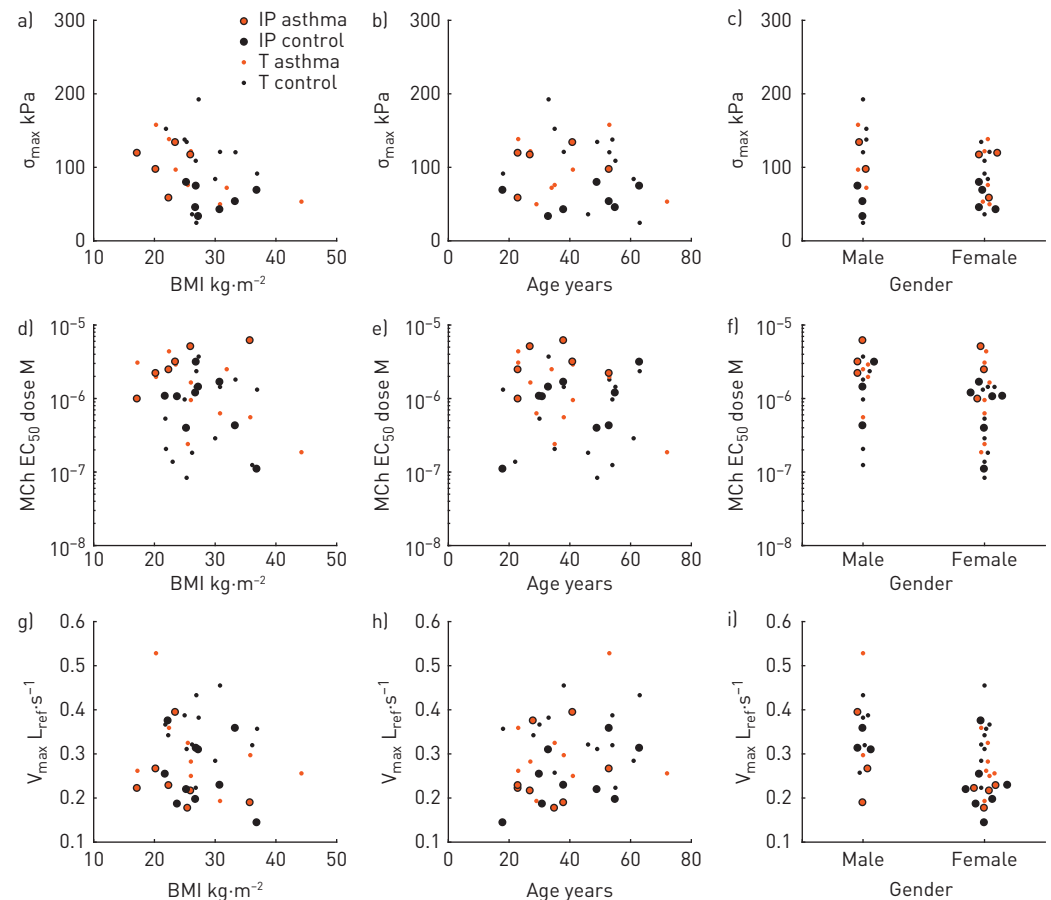 a)
300
200
100
0
σmax kPa
10 20 30 40 50
BMI kg·m−2
IP asthma
IP control
T asthma
T control
b)
300
200
100
0
σmax kPa
0 20 40 60 80
Age years
c)
300
200
100
0
σmax kPa
Male Female
Gender
d)
10−5
10−6
10−7
10−8
MCh EC50 dose M
10 20 30 40 50
BMI kg·m−2
e)
10−5
10−6
10−7
10−8
MCh EC50 dose M
0 20 40 60 80
Age years
f)
10−5
10−6
10−7
10−8
MCh EC50 dose M
Male Female
Gender
g)
0.6
0.5
0.4
0.3
0.2
0.1
Vmax Lref·s−1
10 20 30 40 50
BMI kg·m−2
h)
0.6
0.5
0.4
0.3
0.2
0.1
Vmax Lref·s−1
0 20 40 60 80
Age years
i)
0.6
0.5
0.4
0.3
0.2
0.1
Vmax Lref·s−1
Male Female
Gender